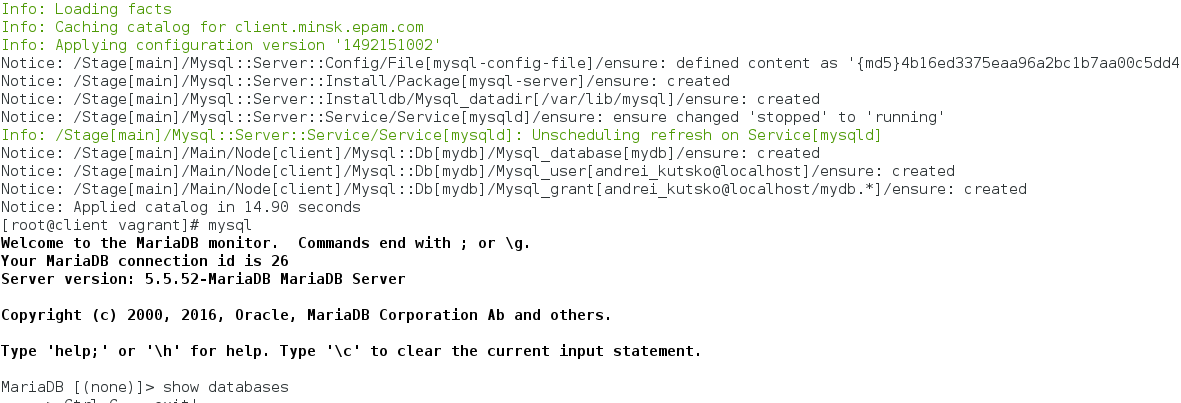 Info: Loading facts
Info: Caching catalog for client.minsk.epam.com
Info: Applying configuration version '1492151002'
Notice: /Stage[main]/Mysql::Server::Config/File[mysql-config-file]/ensure: defined content as '{md5}4b16ed3375eaa96a2bc1b7aa00c5dd4
Notice: /Stage[main]/Mysql::Server::Install/Package[mysql-server]/ensure: created
Notice: /Stage[main]/Mysql::Server::Installdb/Mysql_datadir[/var/lib/mysql]/ensure: created
Notice: /Stage[main]/Mysql::Server::Service/Service[mysqld]/ensure: ensure changed 'stopped' to 'running'
Info: /Stage[main]/Mysql::Server::Service/Service[mysqld]: Unscheduling refresh on Service[mysqld]
Notice: /Stage[main]/Main/Node[client]/Mysql::Db[mydb]/Mysql_database[mydb]/ensure: created
Notice: /Stage[main]/Main/Node[client]/Mysql::Db[mydb]/Mysql_user[andrei_kutsko@localhost]/ensure: created
Notice: /Stage[main]/Main/Node[client]/Mysql::Db[mydb]/Mysql_grant[andrei_kutsko@localhost/mydb.*]/ensure: created
Notice: Applied catalog in 14.90 seconds
[root@client vagrant]# mysql
Welcome to the MariaDB monitor.  Commands end with ; or \g.
Your MariaDB connection id is 26
Server version: 5.5.52-MariaDB MariaDB Server
Copyright (c) 2000, 2016, Oracle, MariaDB Corporation Ab and others.
Type 'help;' or '\h' for help. Type '\c' to clear the current input statement.
MariaDB [(none)]> show databases